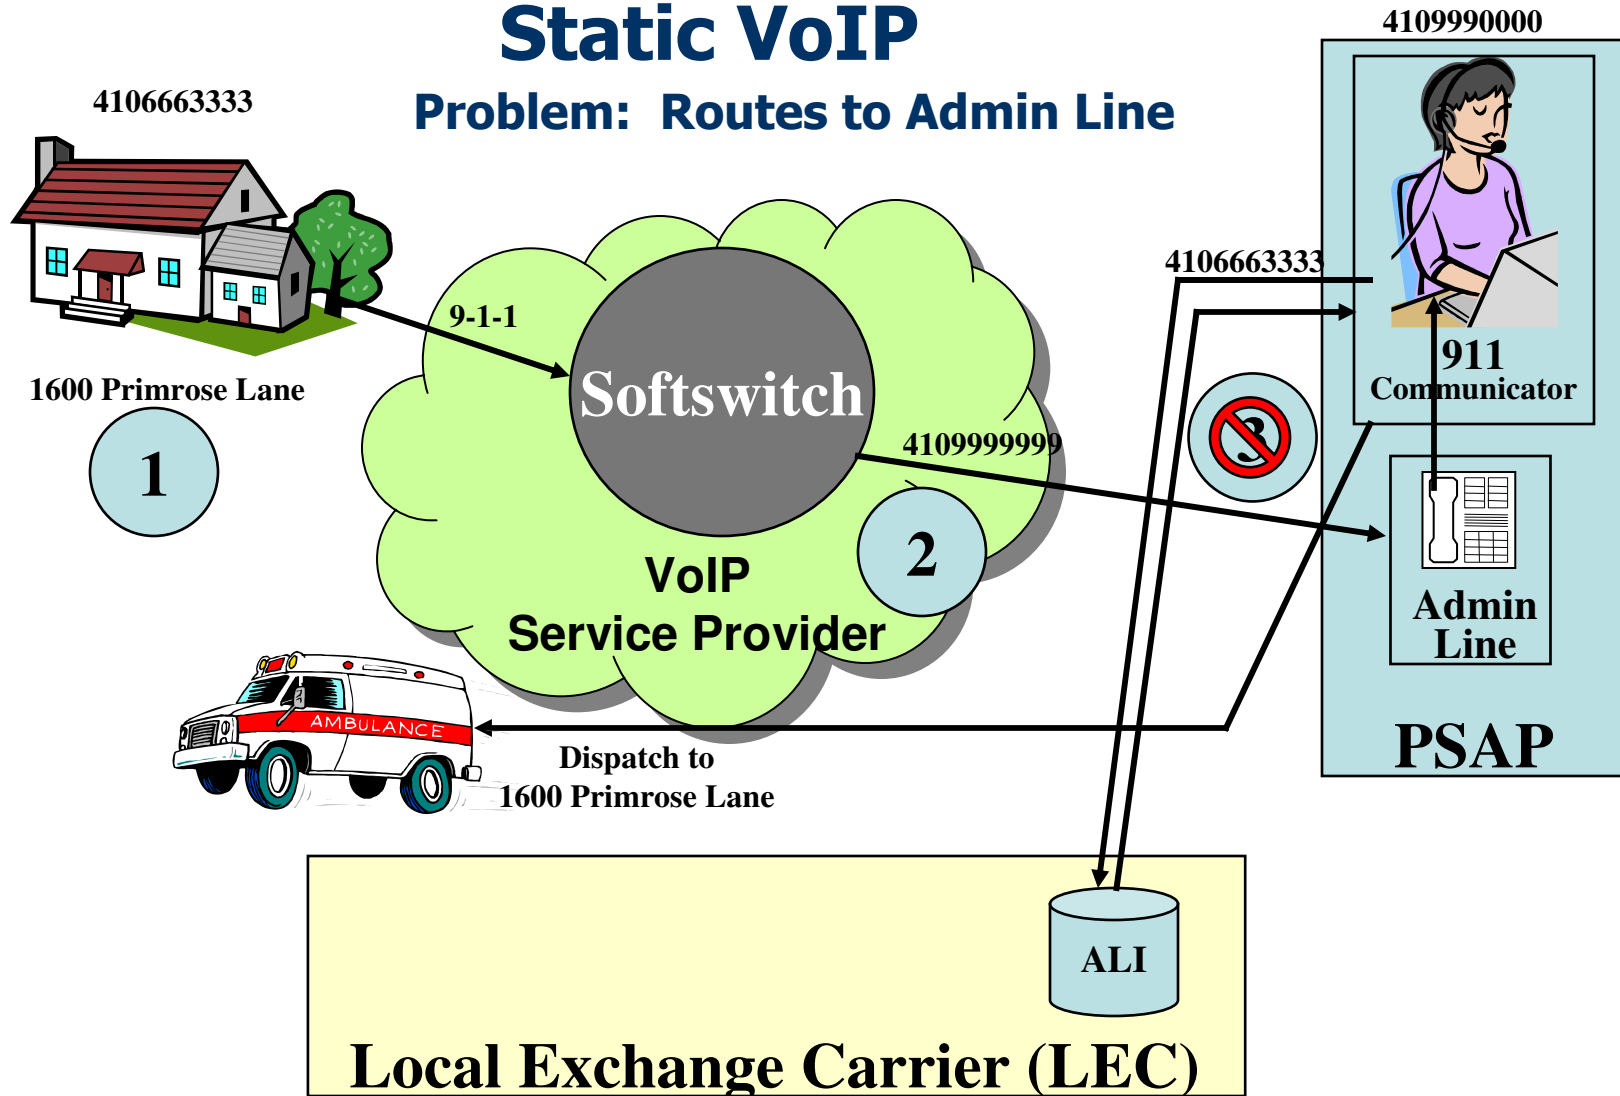 Static VoIP
Problem: Routes to Admin Line
4109990000
4106663333
1600 Primrose Lane
1
9-1-1
Softswitch
4109999999
2
VoIP
Service Provider
4106663333
3
911
Communicator
Admin
Line
PSAP
AMBULANCE
Dispatch to
1600 Primrose Lane
ALI
Local Exchange Carrier (LEC)